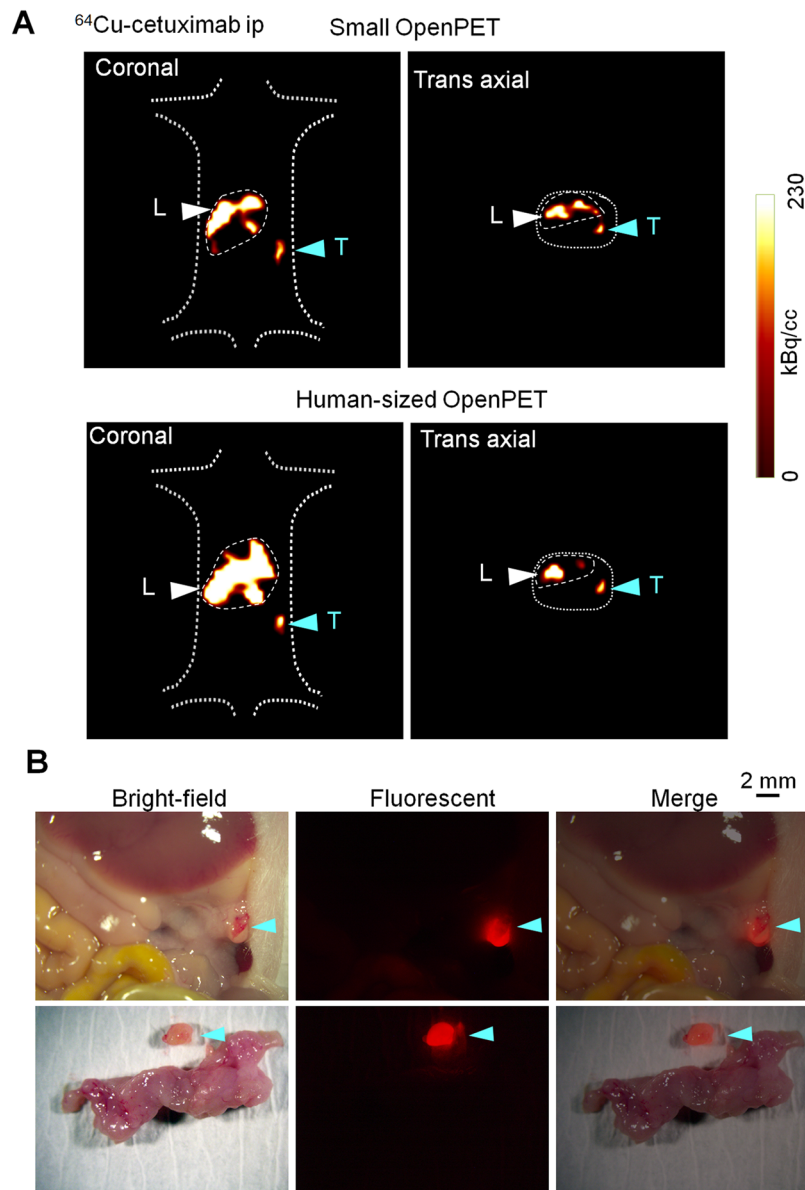 A
⁶⁴Cu-cetuximab ip
Small OpenPET
Coronal
Trans axial
L
T
L
T
230
kBq/cc
0
Human-sized OpenPET
Coronal
Trans axial
L
T
L
T
B
2 mm
Bright-field
Fluorescent
Merge